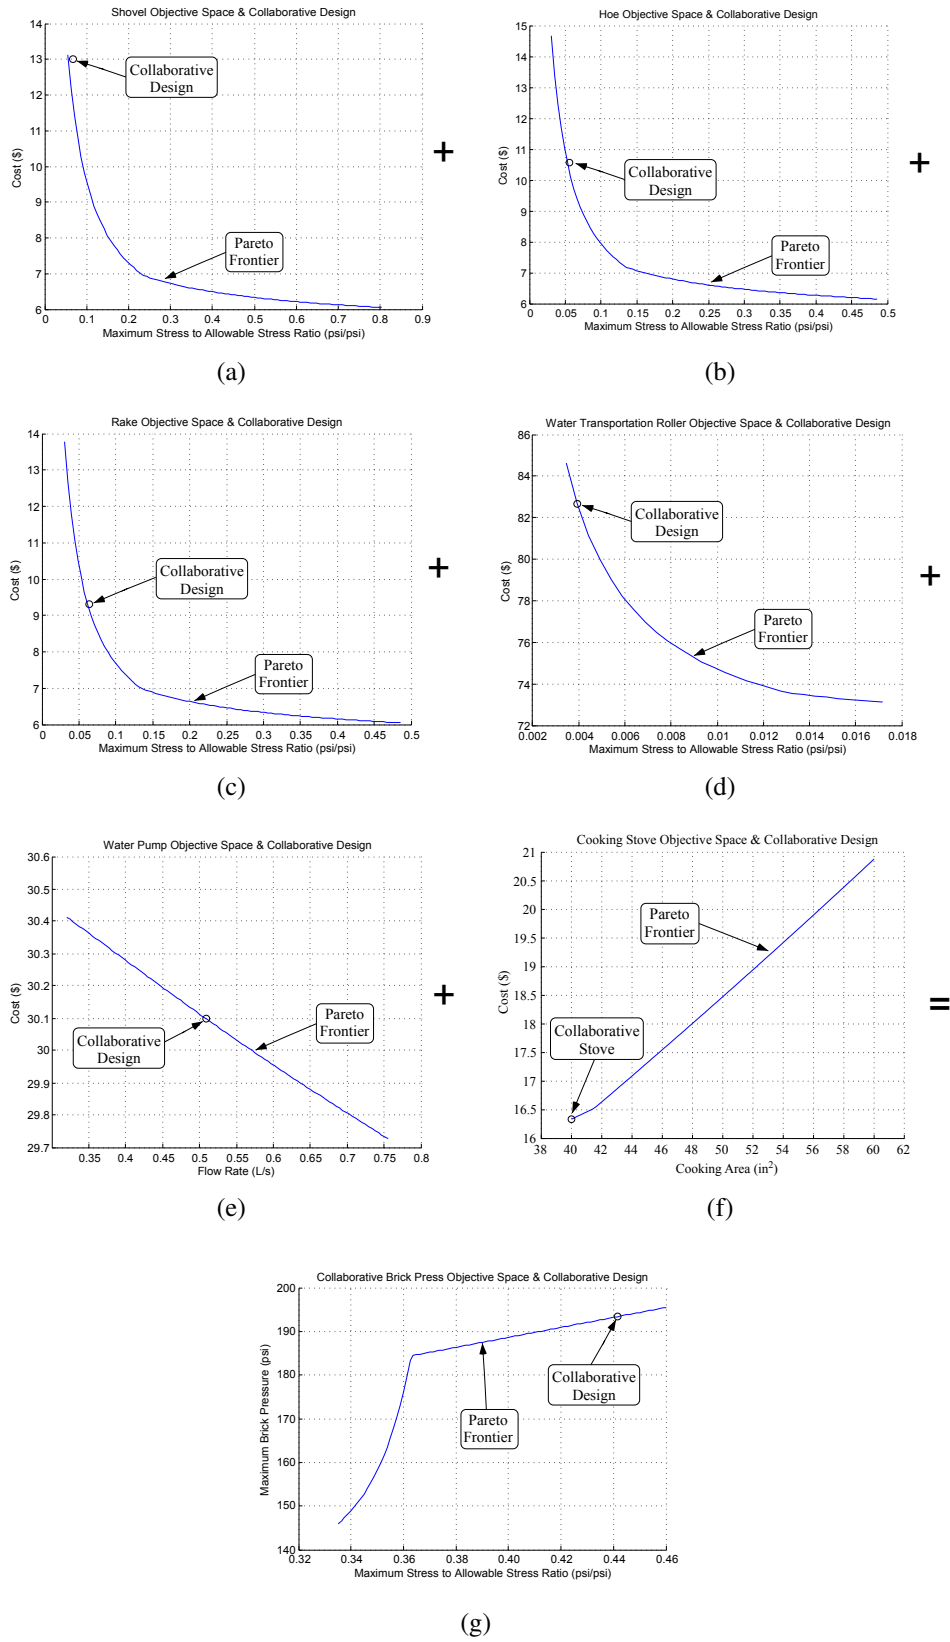 Shovel Objective Space & Collaborative Design
14
13
12
11
10
9
8
7
6
Cost ($)
Collaborative
Design
Pareto
Frontier
0 0.1 0.2 0.3 0.4 0.5 0.6 0.7 0.8 0.9
Maximum Stress to Allowable Stress Ratio (psi/psi)
(a)
+
Hoe Objective Space & Collaborative Design
15
14
13
12
11
10
9
8
7
6
Cost ($)
Collaborative
Design
Pareto
Frontier
0 0.05 0.1 0.15 0.2 0.25 0.3 0.35 0.4 0.45 0.5
Maximum Stress to Allowable Stress Ratio (psi/psi)
(b)
+
Rake Objective Space & Collaborative Design
14
13
12
11
10
9
8
7
6
Cost ($)
Collaborative
Design
Pareto
Frontier
0 0.05 0.1 0.15 0.2 0.25 0.3 0.35 0.4 0.45 0.5
Maximum Stress to Allowable Stress Ratio (psi/psi)
(c)
+
Water Transportation Roller Objective Space & Collaborative Design
86
84
82
80
78
76
74
72
Cost ($)
Collaborative
Design
Pareto
Frontier
0.002 0.004 0.006 0.008 0.01 0.012 0.014 0.016 0.018
Maximum Stress to Allowable Stress Ratio (psi/psi)
(d)
+
Water Pump Objective Space & Collaborative Design
30.6
30.5
30.4
30.3
30.2
30.1
30
29.9
29.8
29.7
Cost ($)
Pareto
Frontier
Collaborative
Design
0.35 0.4 0.45 0.5 0.55 0.6 0.65 0.7 0.75 0.8
Flow Rate (L/s)
(e)
+
Cooking Stove Objective Space & Collaborative Design
21
20.5
20
19.5
19
18.5
18
17.5
17
16.5
16
Cost ($)
Pareto
Frontier
Collaborative
Stove
38 40 42 44 46 48 50 52 54 56 58 60 62
Cooking Area (in²)
(f)
=
Collaborative Brick Press Objective Space & Collaborative Design
200
190
180
170
160
150
140
Maximum Brick Pressure (psi)
Collaborative
Design
Pareto
Frontier
0.32 0.34 0.36 0.38 0.40 0.42 0.44 0.46
Maximum Stress to Allowable Stress Ratio (psi/psi)
(g)